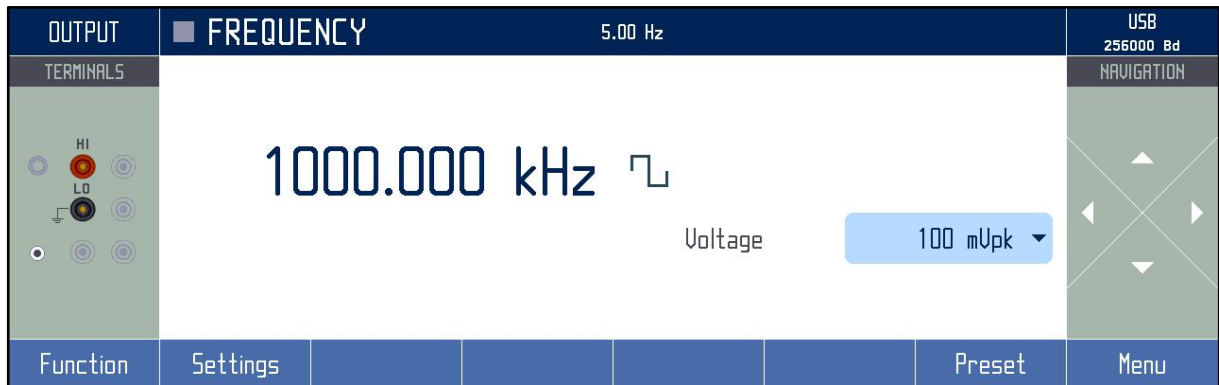 OUTPUT
FREQUENCY
5.00 Hz
USB
256000 Bd
TERMINALS
NAVIGATION
HI
LO
1000.000 kHz
Voltage
100 mVpk
Function
Settings
Preset
Menu